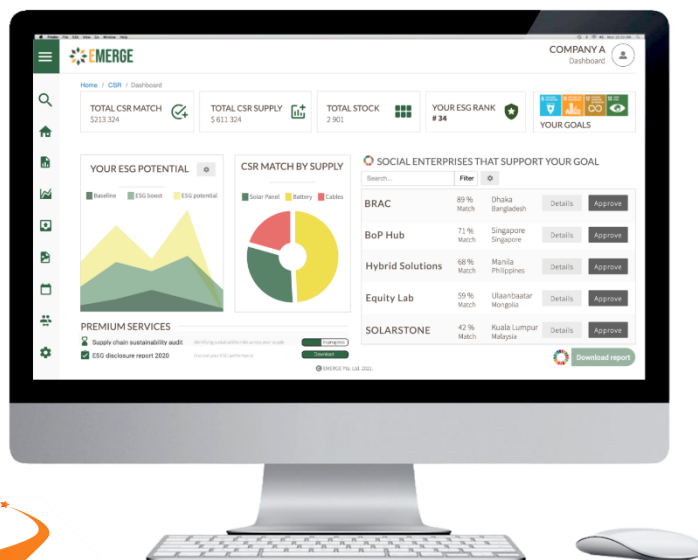 EMERGE
COMPANY A
Dashboard
Home / CSR / Dashboard
TOTAL CSR MATCH
$213 324
TOTAL CSR SUPPLY
$ 611 324
TOTAL STOCK
2 901
YOUR ESG RANK
# 34
YOUR GOALS
YOUR ESG POTENTIAL
Baseline
ESG boost
ESG potential
CSR MATCH BY SUPPLY
Solar Panel
Battery
Cables
SOCIAL ENTERPRISES THAT SUPPORT YOUR GOAL
Search...
Filter
BRAC
89 %
Match
Dhaka
Bangladesh
Details
Approve
BoP Hub
71 %
Match
Singapore
Singapore
Details
Approve
Hybrid Solutions
68 %
Match
Manila
Philippines
Details
Approve
Equity Lab
59 %
Match
Ulaanbaatar
Mongolia
Details
Approve
SOLARSTONE
42 %
Match
Kuala Lumpur
Malaysia
Details
Approve
PREMIUM SERVICES
Supply chain sustainability audit
ESG disclosure report 2020
Download
Download report
© EMERGE Pte. Ltd. 2021.